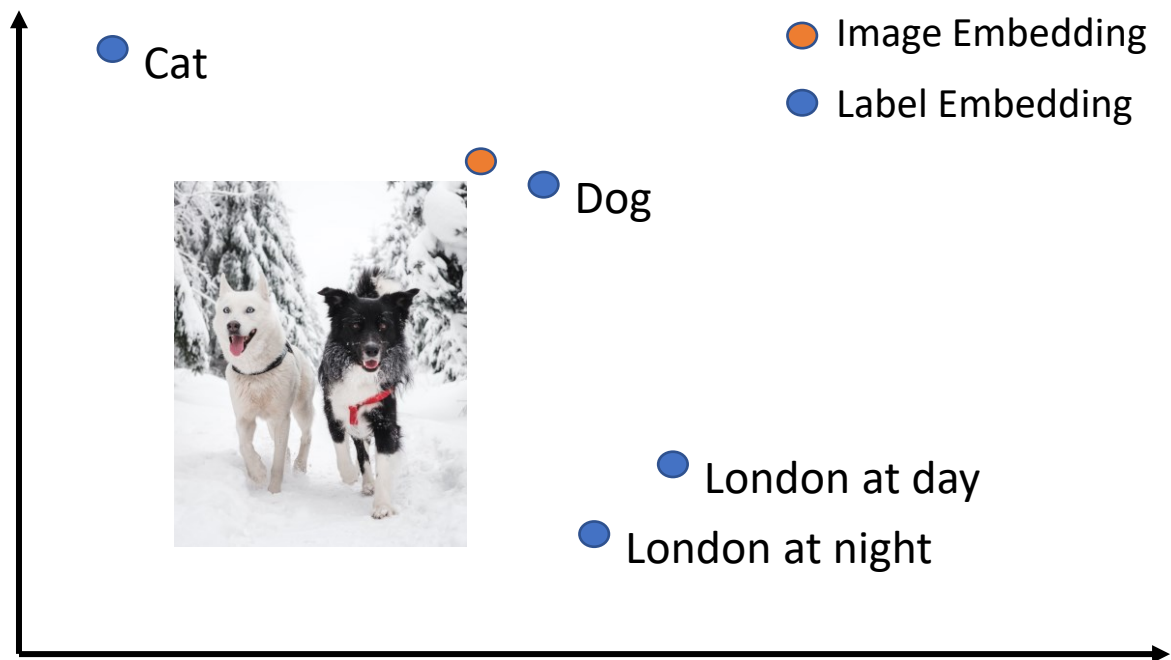 Cat
Image Embedding
Label Embedding
Dog
London at day
London at night